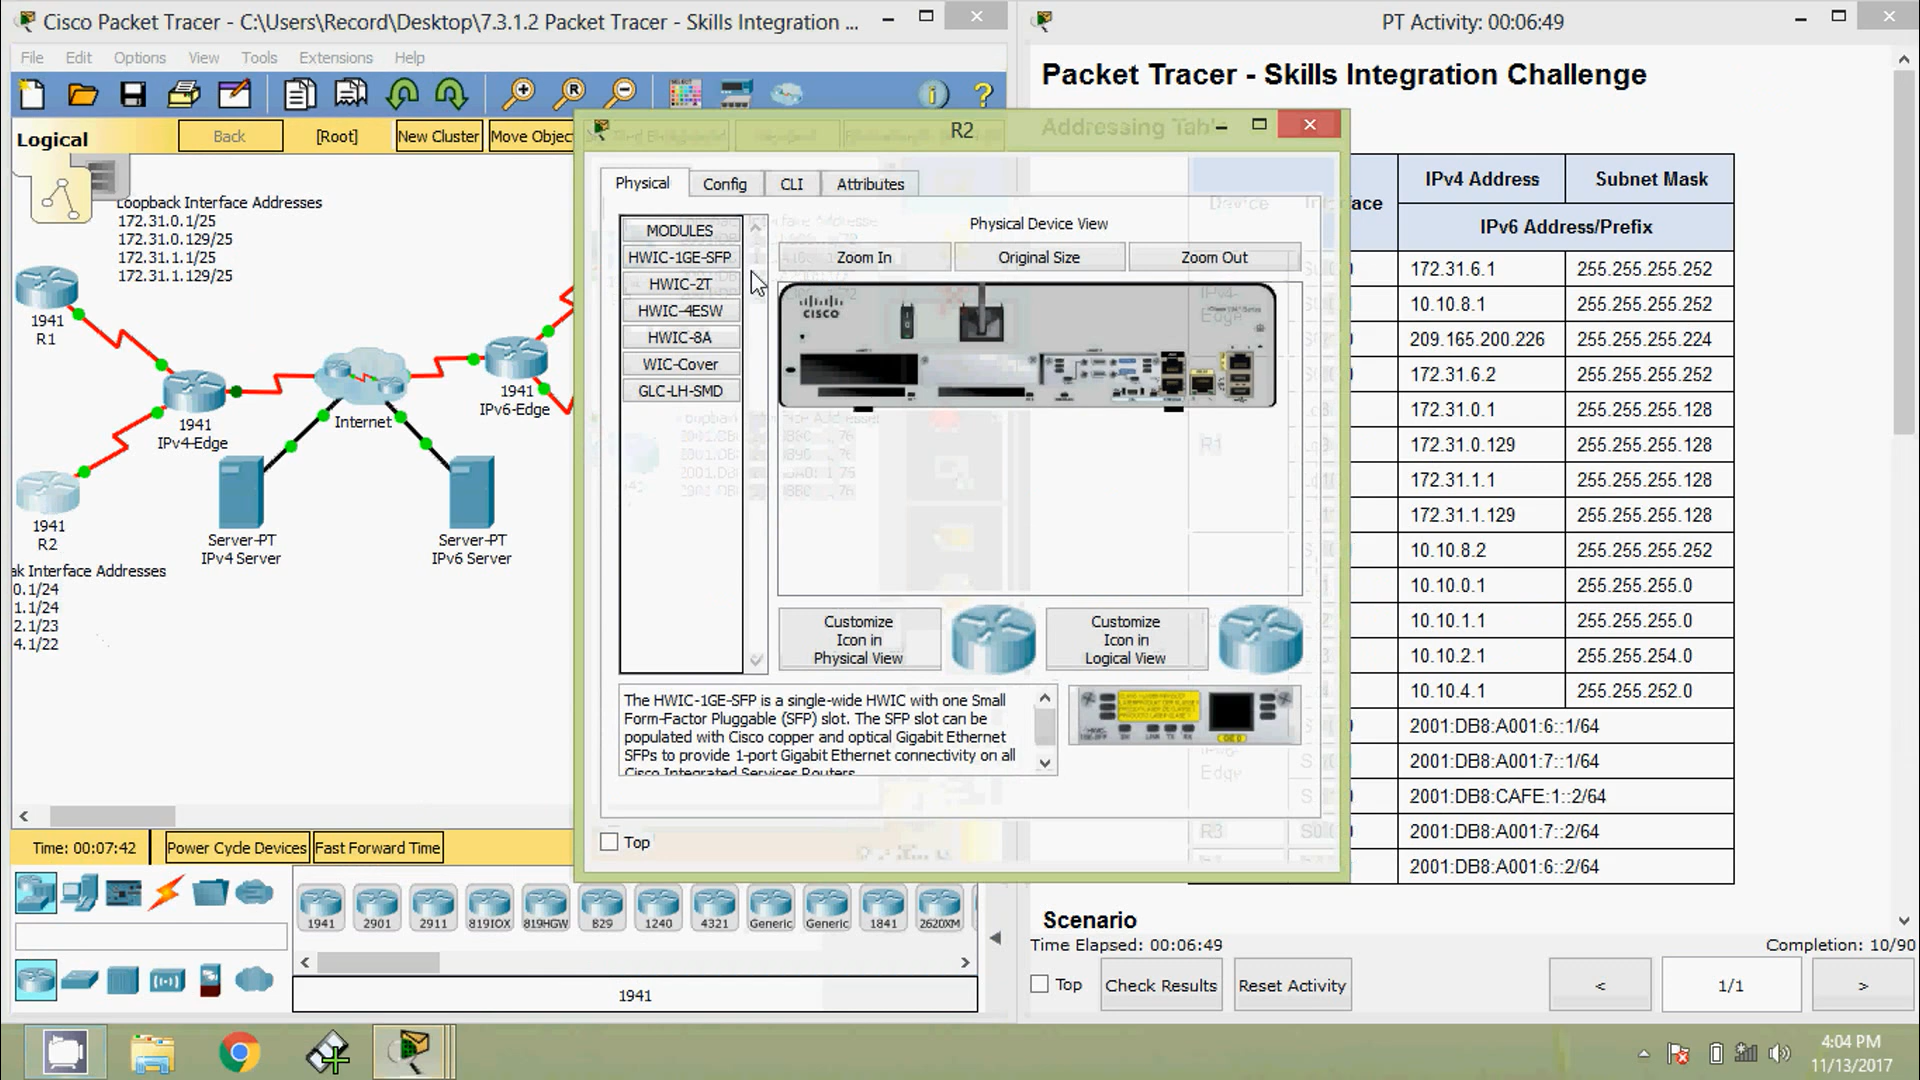 Cisco Packet Tracer - C:\Users\Record\Desktop\7.3.1.2 Packet Tracer - Skills Integration ...
File Edit Options View Tools Extensions Help
Logical
Back
[Root]
New Cluster
Move Object
Loopback Interface Addresses
172.31.0.1/25
172.31.0.129/25
172.31.1.1/25
172.31.1.129/25
1941
R1
1941
IPv4-Edge
Internet
1941
IPv6-Edge
1941
R2
Server-PT
IPv4 Server
Server-PT
IPv6 Server
ak Interface Addresses
0.1/24
1.1/24
2.1/23
4.1/22
Time: 00:07:42
Power Cycle Devices
Fast Forward Time
1941
2901
2911
819IOX
819HGW
829
1240
4321
Generic
Generic
1841
2620XM
1941
R2
Physical
Config
CLI
Attributes
MODULES
HWIC-1GE-SFP
HWIC-2T
HWIC-4ESW
HWIC-8A
WIC-Cover
GLC-LH-SMD
Physical Device View
Zoom In
Original Size
Zoom Out
CISCO
Customize
Icon in
Physical View
Customize
Icon in
Logical View
The HWIC-1GE-SFP is a single-wide HWIC with one Small
Form-Factor Pluggable (SFP) slot. The SFP slot can be
populated with Cisco copper and optical Gigabit Ethernet
SFPs to provide 1-port Gigabit Ethernet connectivity on all
Cisco Integrated Services Routers.
Top
PT Activity: 00:06:49
Packet Tracer - Skills Integration Challenge
Addressing Table
Device
IPv4 Address
Subnet Mask
IPv6 Address/Prefix
172.31.6.1 255.255.255.252
10.10.8.1 255.255.255.252
209.165.200.226 255.255.255.224
172.31.6.2 255.255.255.252
172.31.0.1 255.255.255.128
172.31.0.129 255.255.255.128
172.31.1.1 255.255.255.128
172.31.1.129 255.255.255.128
10.10.8.2 255.255.255.252
10.10.0.1 255.255.255.0
10.10.1.1 255.255.255.0
10.10.2.1 255.255.254.0
10.10.4.1 255.255.252.0
2001:DB8:A001:6::1/64
2001:DB8:A001:7::1/64
2001:DB8:CAFE:1::2/64
R3
2001:DB8:A001:7::2/64
2001:DB8:A001:6::2/64
Scenario
Time Elapsed: 00:06:49
Completion: 10/90
Top
Check Results
Reset Activity
<
1/1
>
4:04 PM
11/13/2017